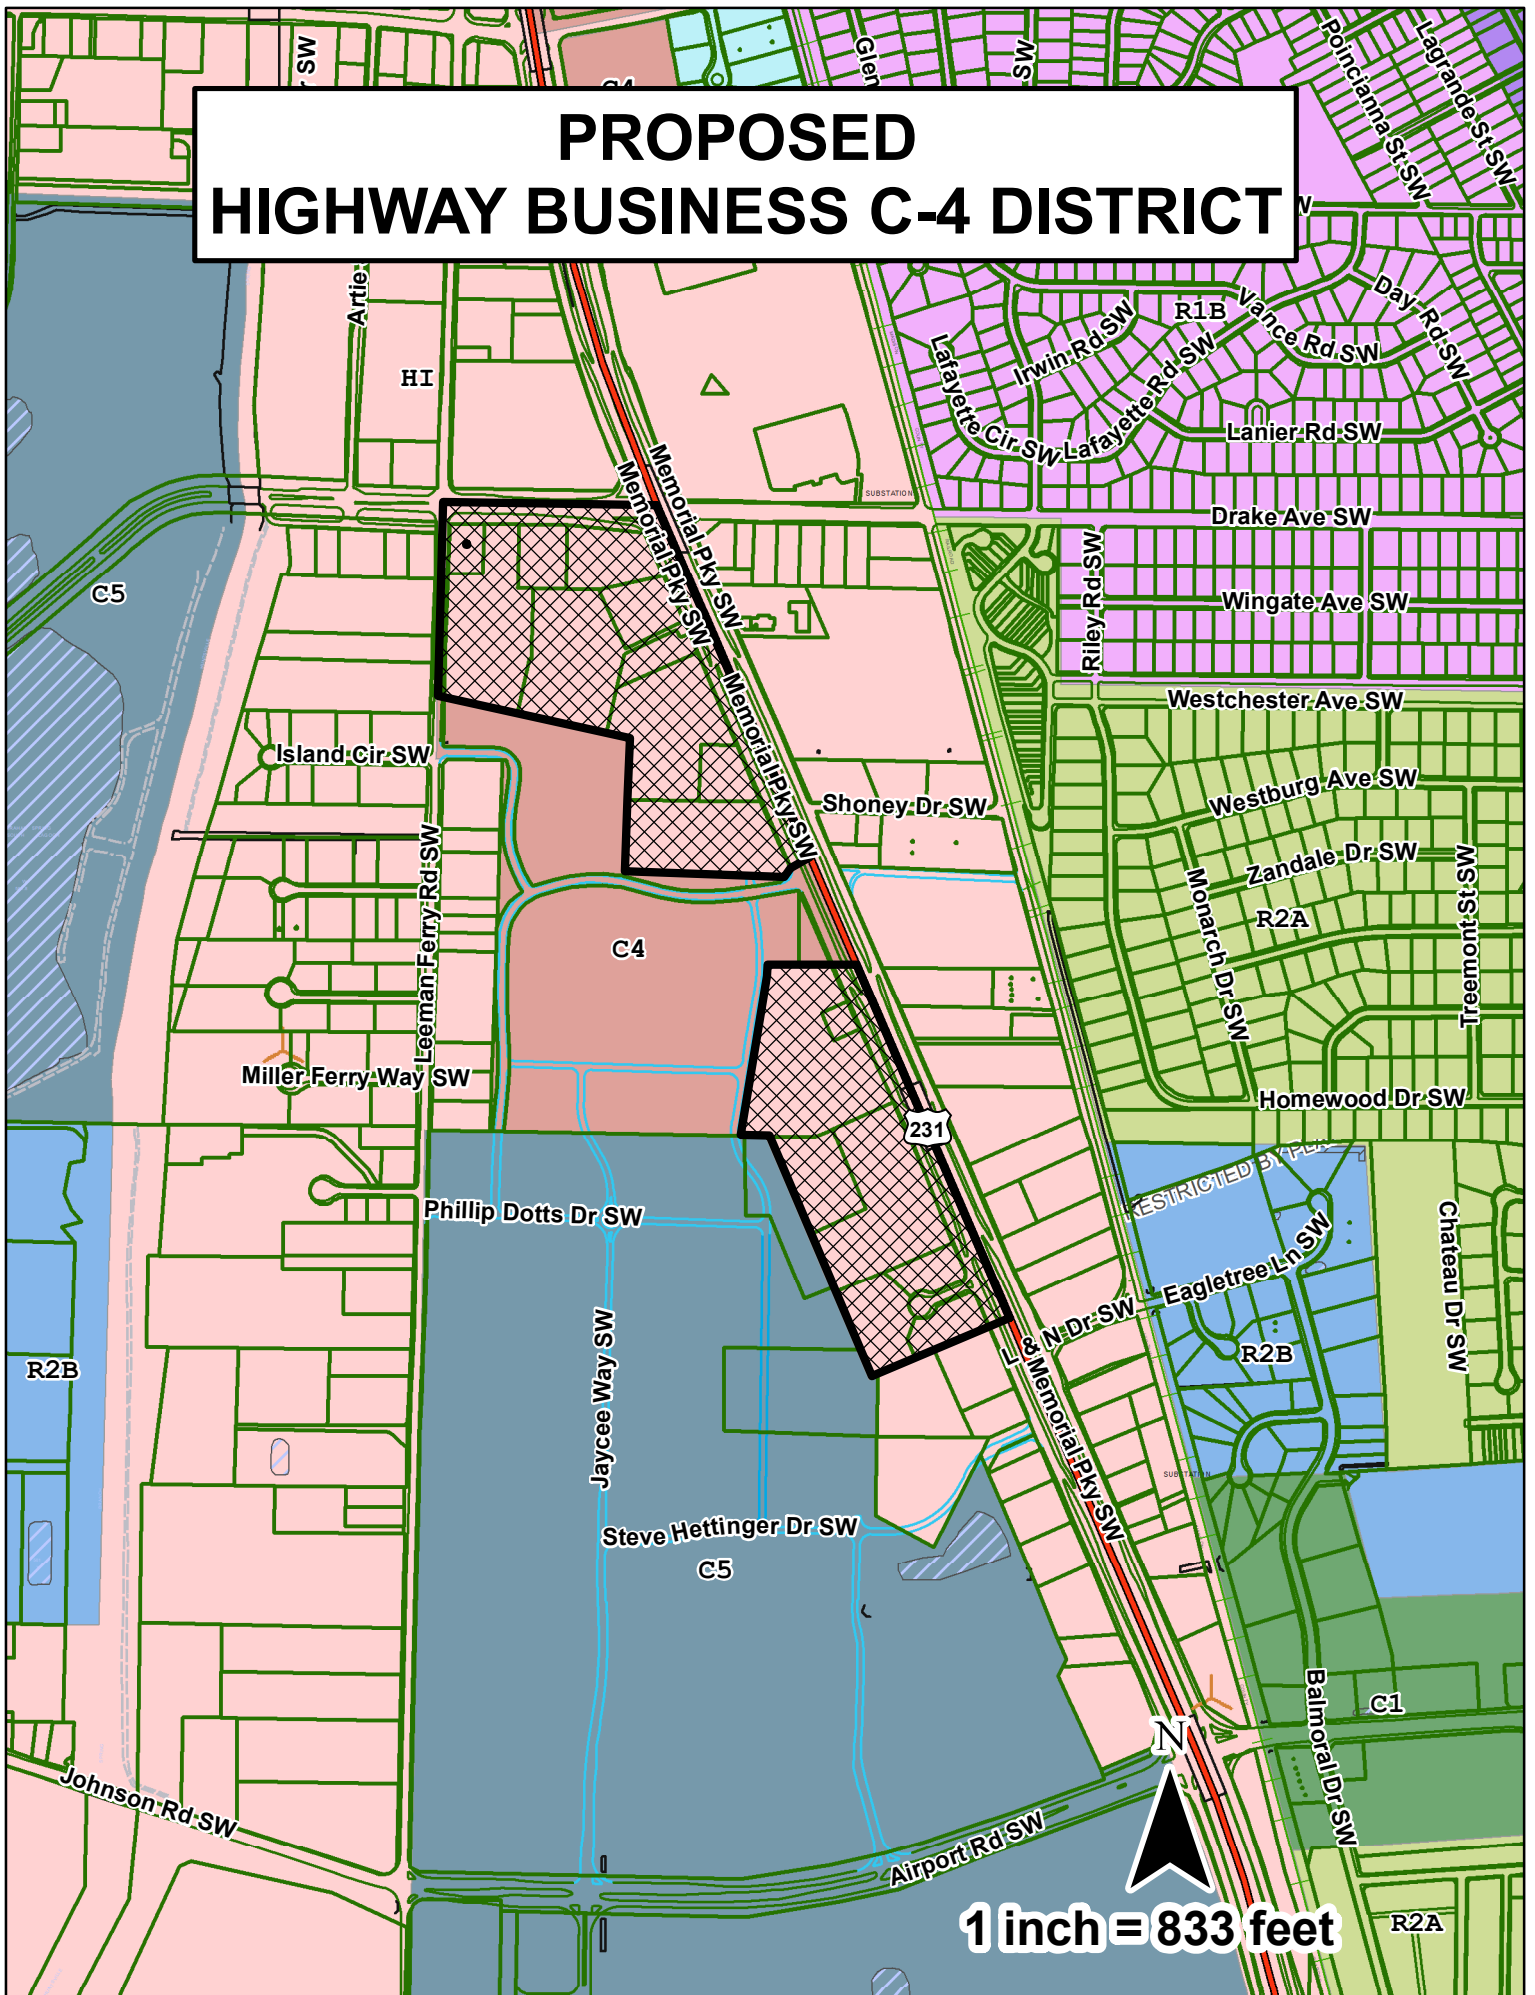 PROPOSED
HIGHWAY BUSINESS C-4 DISTRICT
SW
Glen
SW
Poincianna St SW
Lagrande St SW
Artie
HI
R1B
Vance Rd SW
Day Rd SW
Irwin Rd SW
Lafayette Rd SW
Lafayette Cir SW
Lanier Rd SW
Memorial Pky SW
Memorial Pky SW
SUBSTATION
Drake Ave SW
C5
Wingate Ave SW
Riley Rd SW
Westchester Ave SW
Memorial Pky SW
Island Cir SW
Shoney Dr SW
Westburg Ave SW
Zandale Dr SW
Leeman Ferry Rd SW
Monarch Dr SW
R2A
Treemont St SW
C4
Miller Ferry Way SW
Homewood Dr SW
231
RESTRICTED BY
Phillip Dotts Dr SW
Chateau Dr SW
Eagletree Ln SW
L & N Dr SW
R2B
R2B
Jaycee Way SW
Memorial Pky SW
SUBSTATION
Steve Hettinger Dr SW
C5
Balmoral Dr SW
C1
N
Johnson Rd SW
Airport Rd SW
1 inch = 833 feet
R2A